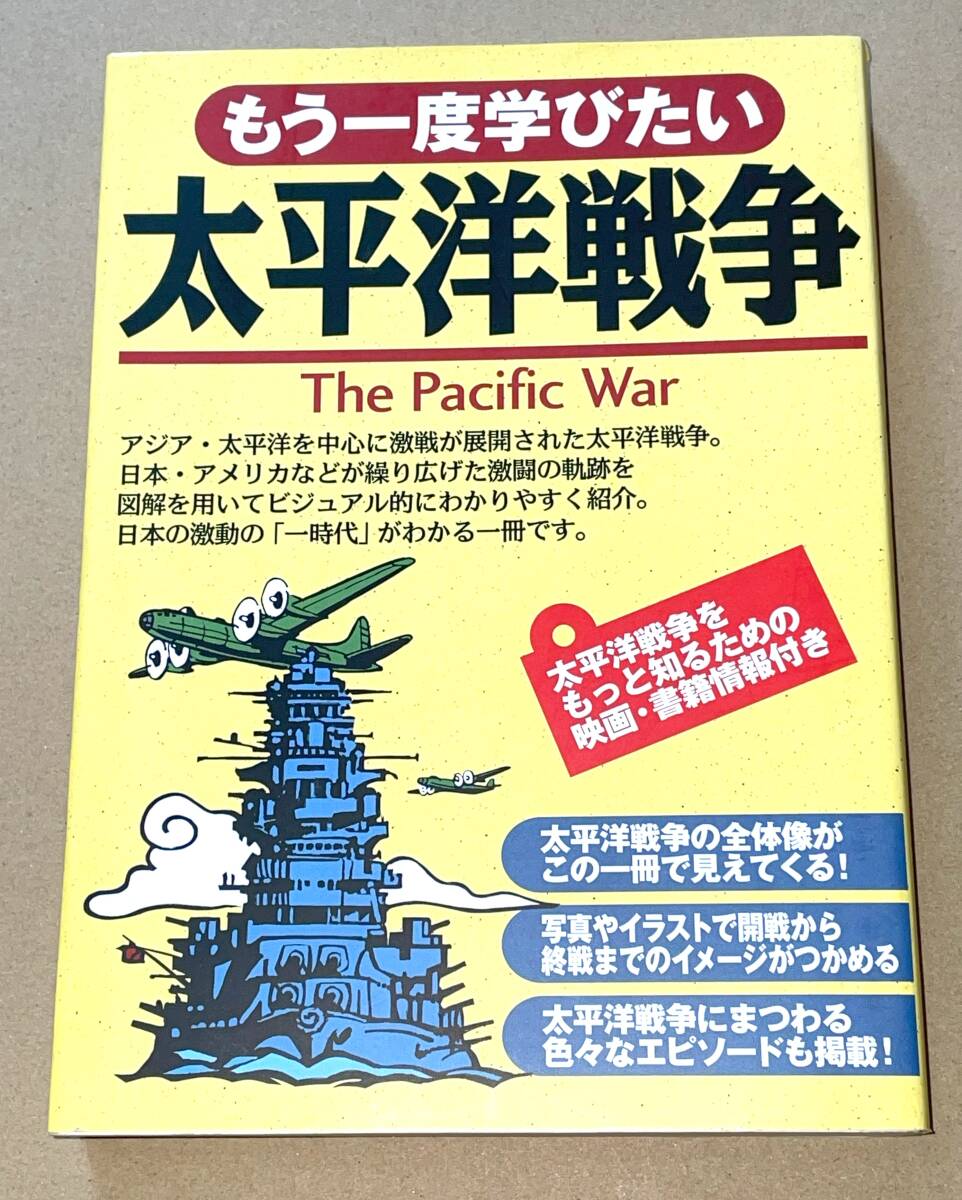 もう一度学びたい
太平洋戦争
The Pacific War
アジア・太平洋を中心に激戦が展開された太平洋戦争。
日本・アメリカなどが繰り広げた激闘の軌跡を
図解を用いてビジュアル的にわかりやすく紹介。
日本の激動の「一時代」がわかる一冊です。
太平洋戦争を
もっと知るための
映画・書籍情報付き
太平洋戦争の全体像が
この一冊で見えてくる！
写真やイラストで開戦から
終戦までのイメージがつかめる
太平洋戦争にまつわる
色々なエピソードも掲載！